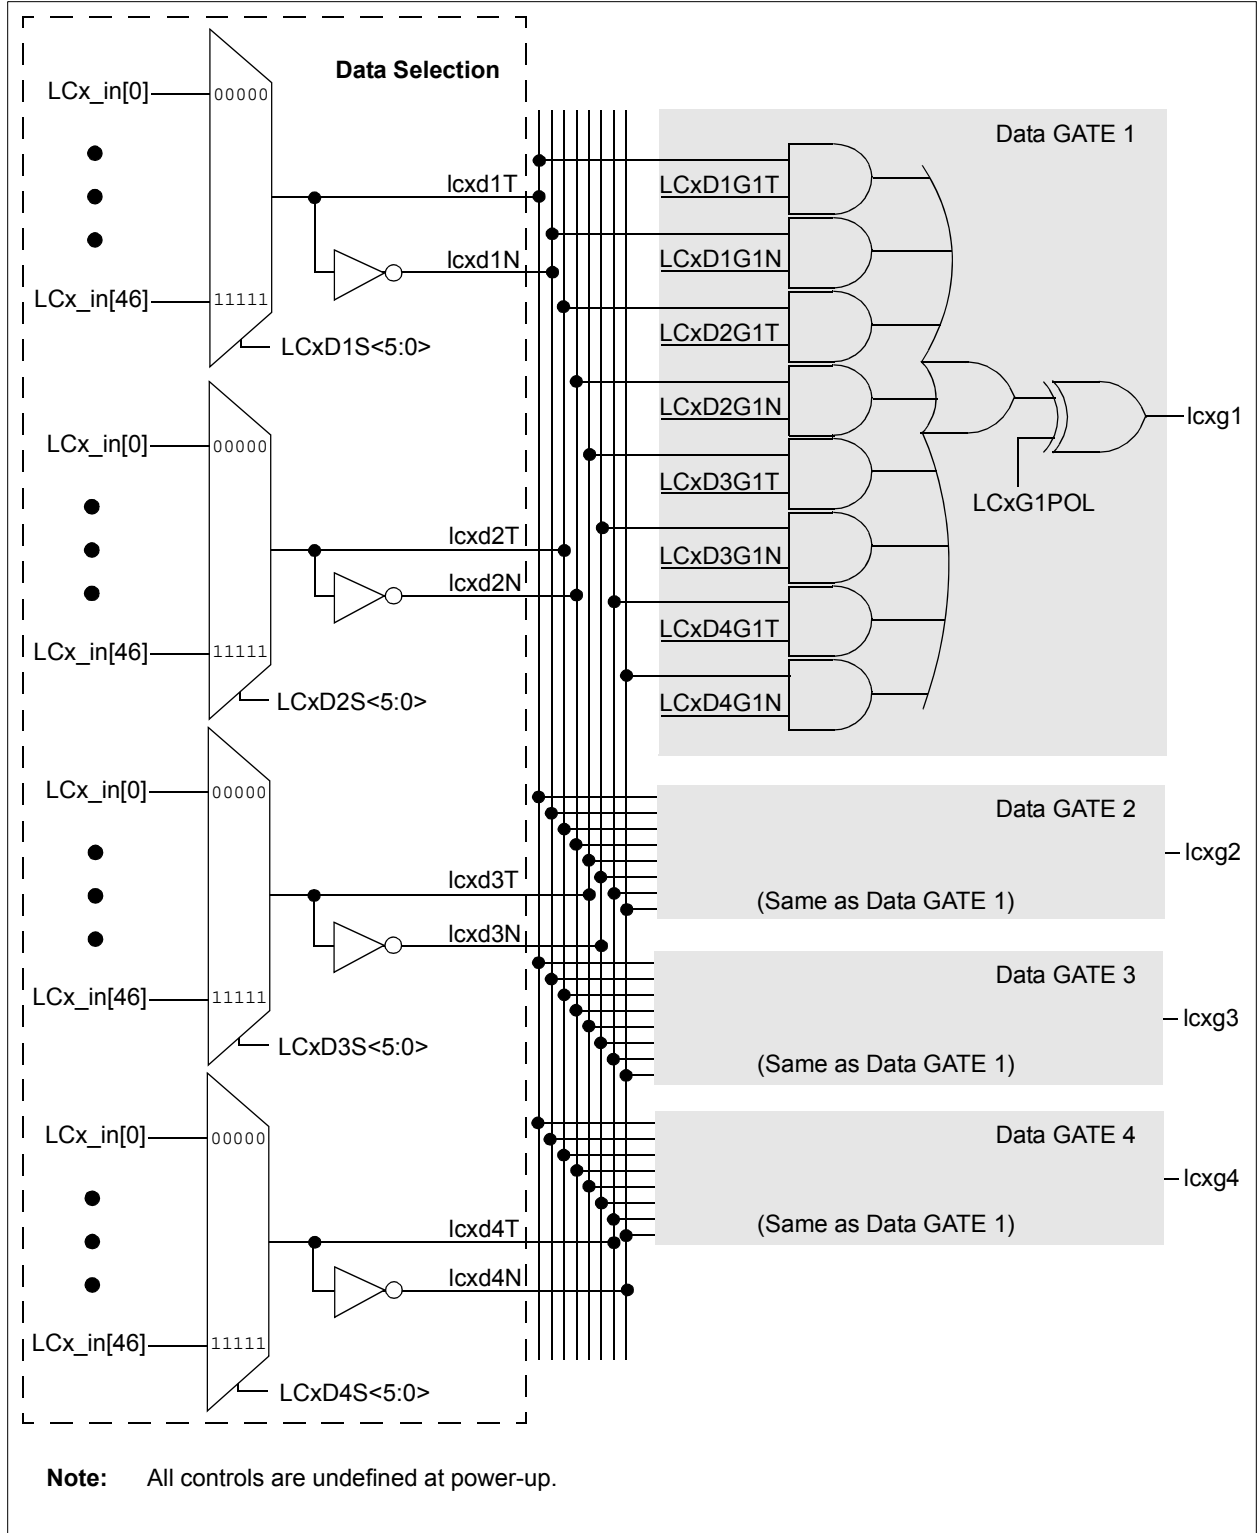 Data Selection
LCx_in[0]
00000
lcxd1T
lcxd1N
LCx_in[46]
11111
LCxD1S<5:0>
LCx_in[0]
00000
lcxd2T
lcxd2N
LCx_in[46]
11111
LCxD2S<5:0>
LCx_in[0]
00000
lcxd3T
lcxd3N
LCx_in[46]
11111
LCxD3S<5:0>
LCx_in[0]
00000
lcxd4T
lcxd4N
LCx_in[46]
11111
LCxD4S<5:0>
Data GATE 1
LCxD1G1T
LCxD1G1N
LCxD2G1T
LCxD2G1N
LCxD3G1T
LCxD3G1N
LCxD4G1T
LCxD4G1N
LCxG1POL
lcxg1
Data GATE 2
(Same as Data GATE 1)
lcxg2
Data GATE 3
(Same as Data GATE 1)
lcxg3
Data GATE 4
(Same as Data GATE 1)
lcxg4
Note: All controls are undefined at power-up.